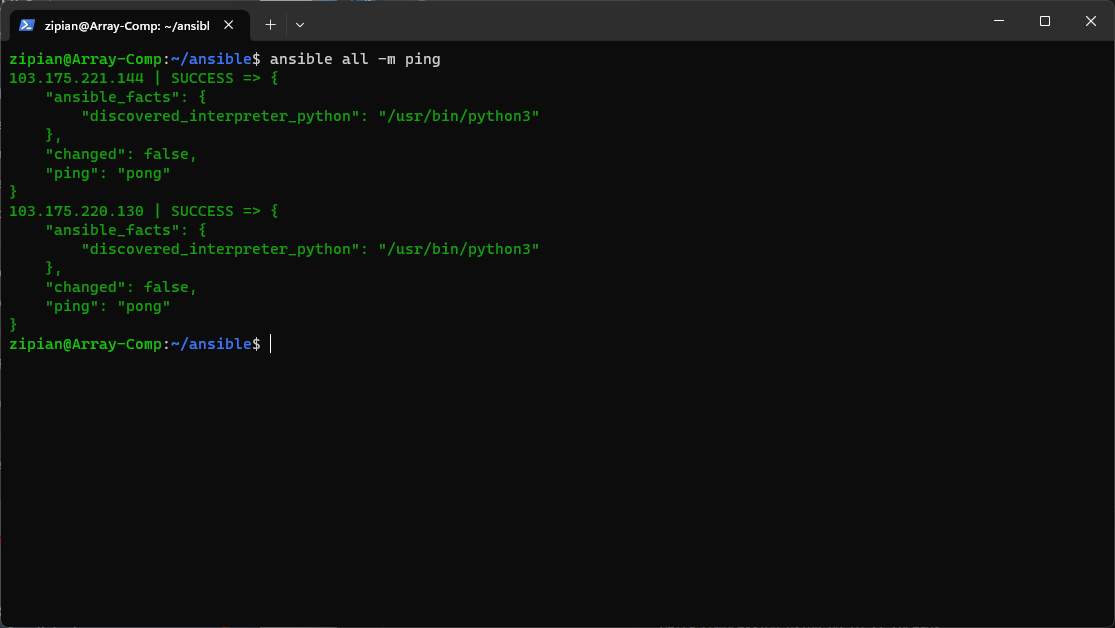 zipian@Array-Comp: ~/ansibl
zipian@Array-Comp:~/ansible$ ansible all -m ping
103.175.221.144 | SUCCESS => {
    "ansible_facts": {
        "discovered_interpreter_python": "/usr/bin/python3"
    },
    "changed": false,
    "ping": "pong"
}
103.175.220.130 | SUCCESS => {
    "ansible_facts": {
        "discovered_interpreter_python": "/usr/bin/python3"
    },
    "changed": false,
    "ping": "pong"
}
zipian@Array-Comp:~/ansible$